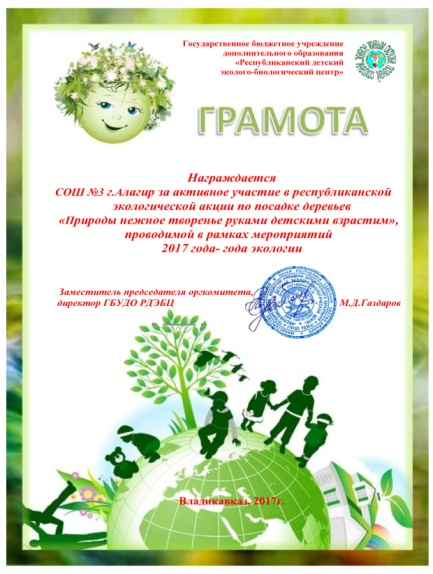 Государственное бюджетное учреждение
дополнительного образования
«Республиканский детский
эколого-биологический центр»
ГРАМОТА
Награждается
СОШ №3 г.Алагир за активное участие в республиканской
экологической акции по посадке деревьев
«Природы нежное творенье руками детскими взрастим»,
проводимой в рамках мероприятий
2017 года- года экологии
Заместитель председателя оргкомитета,
директор ГБУДО РДЭБЦ М.Д.Газдаров
Владикавказ, 2017г.